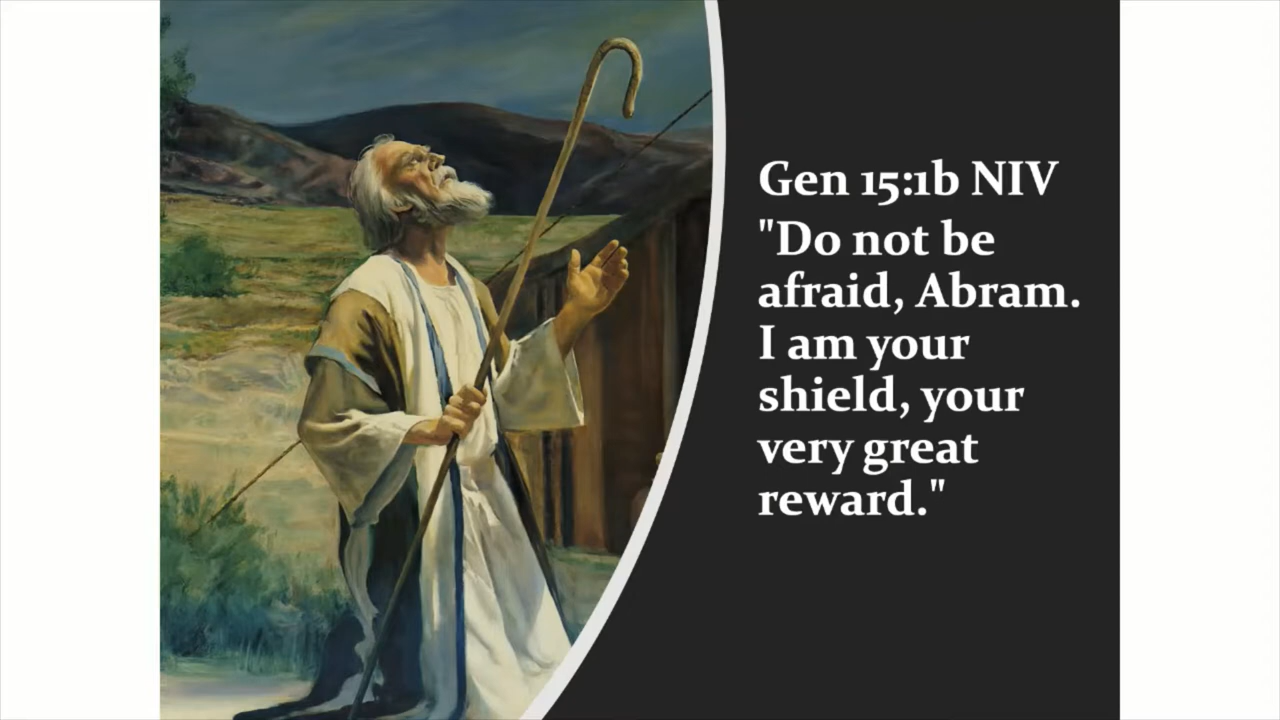 Gen 15:1b NIV
"Do not be
afraid, Abram.
I am your
shield, your
very great
reward."